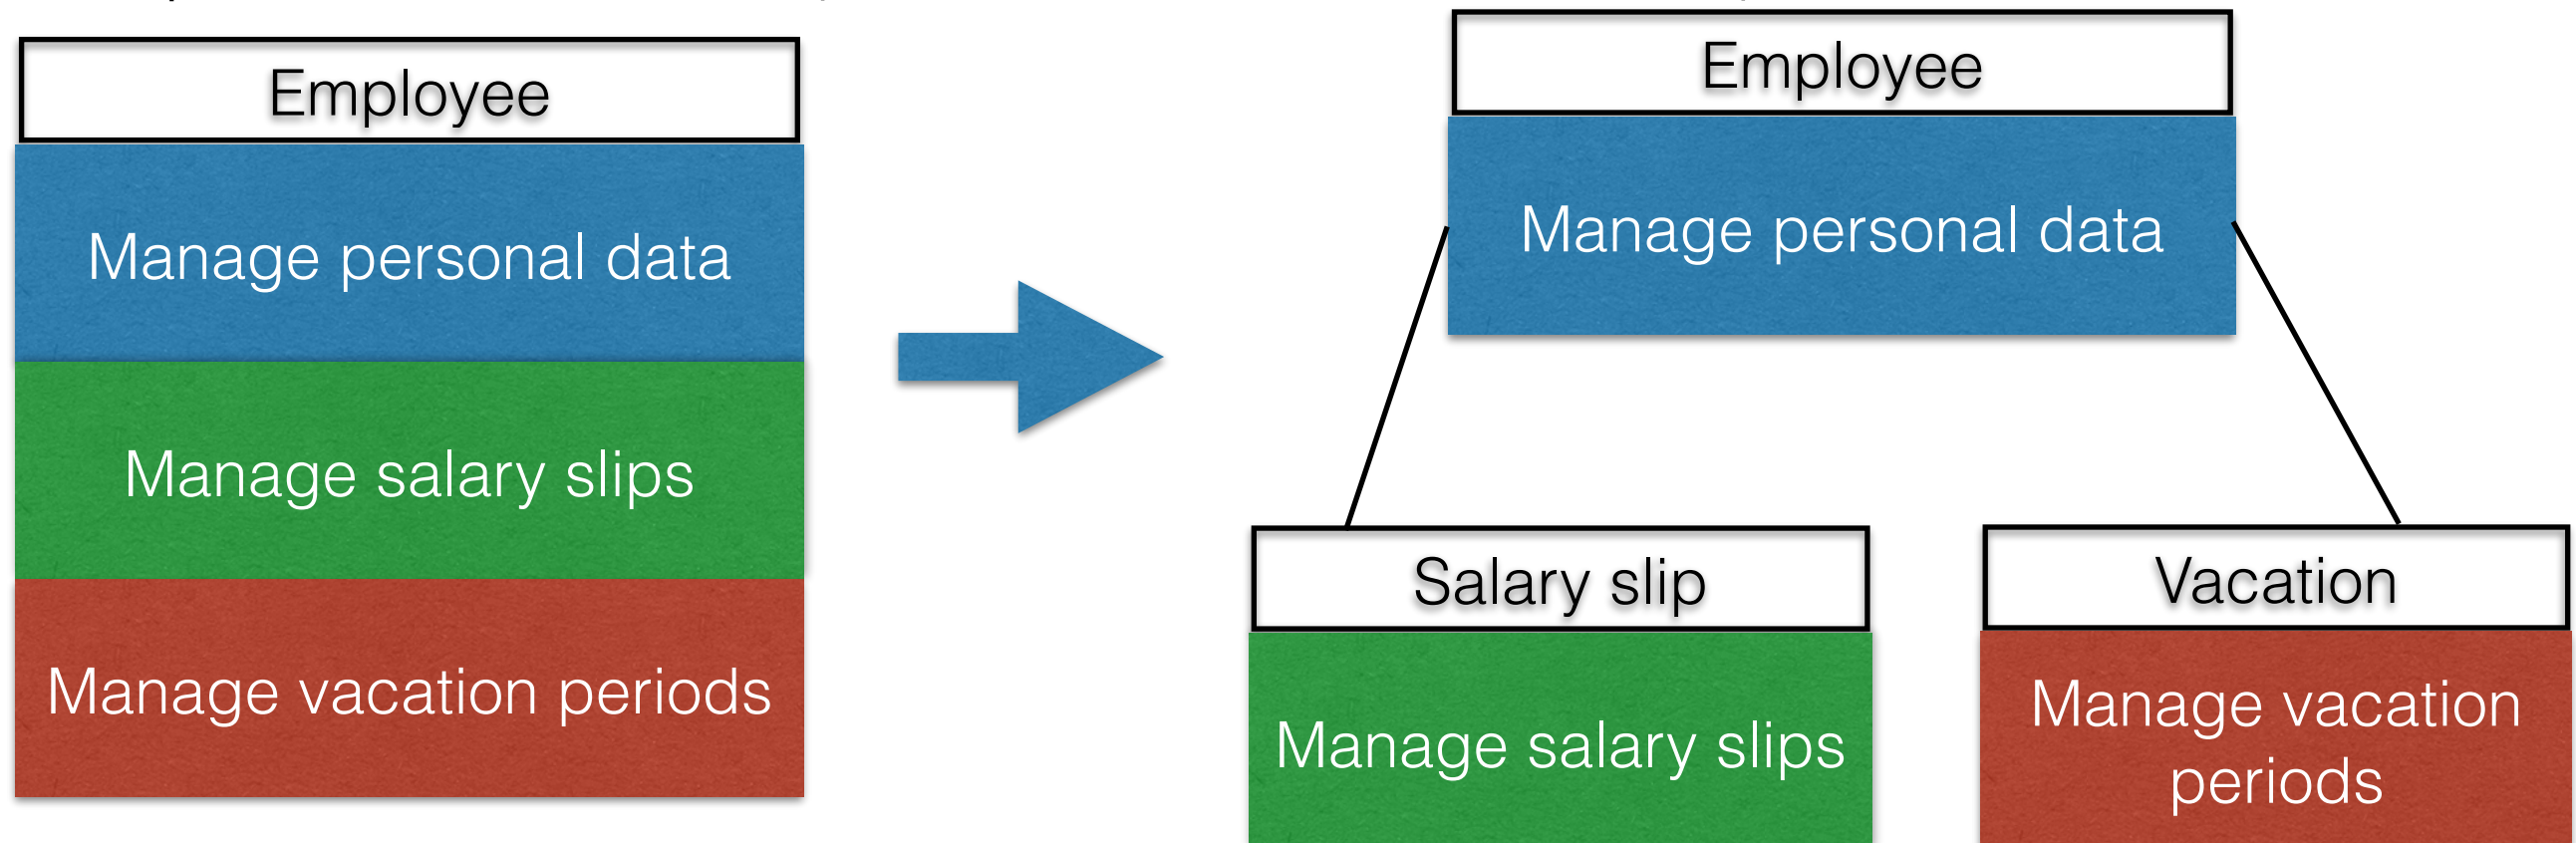 Employee
Manage personal data
Manage salary slips
Manage vacation periods
Employee
Manage personal data
Salary slip
Manage salary slips
Vacation
Manage vacation
periods